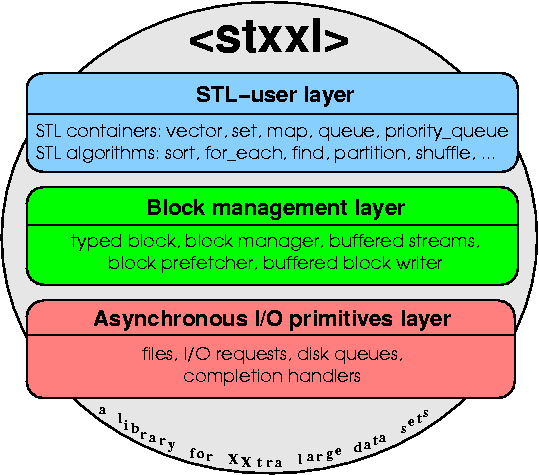 <stxxl>
STL-user layer
STL containers: vector, set, map, queue, priority_queue
STL algorithms: sort, for_each, find, partition, shuffle, ...
Block management layer
typed block, block manager, buffered streams,
block prefetcher, buffered block writer
Asynchronous I/O primitives layer
files, I/O requests, disk queues,
completion handlers
a library for XXtra large data sets